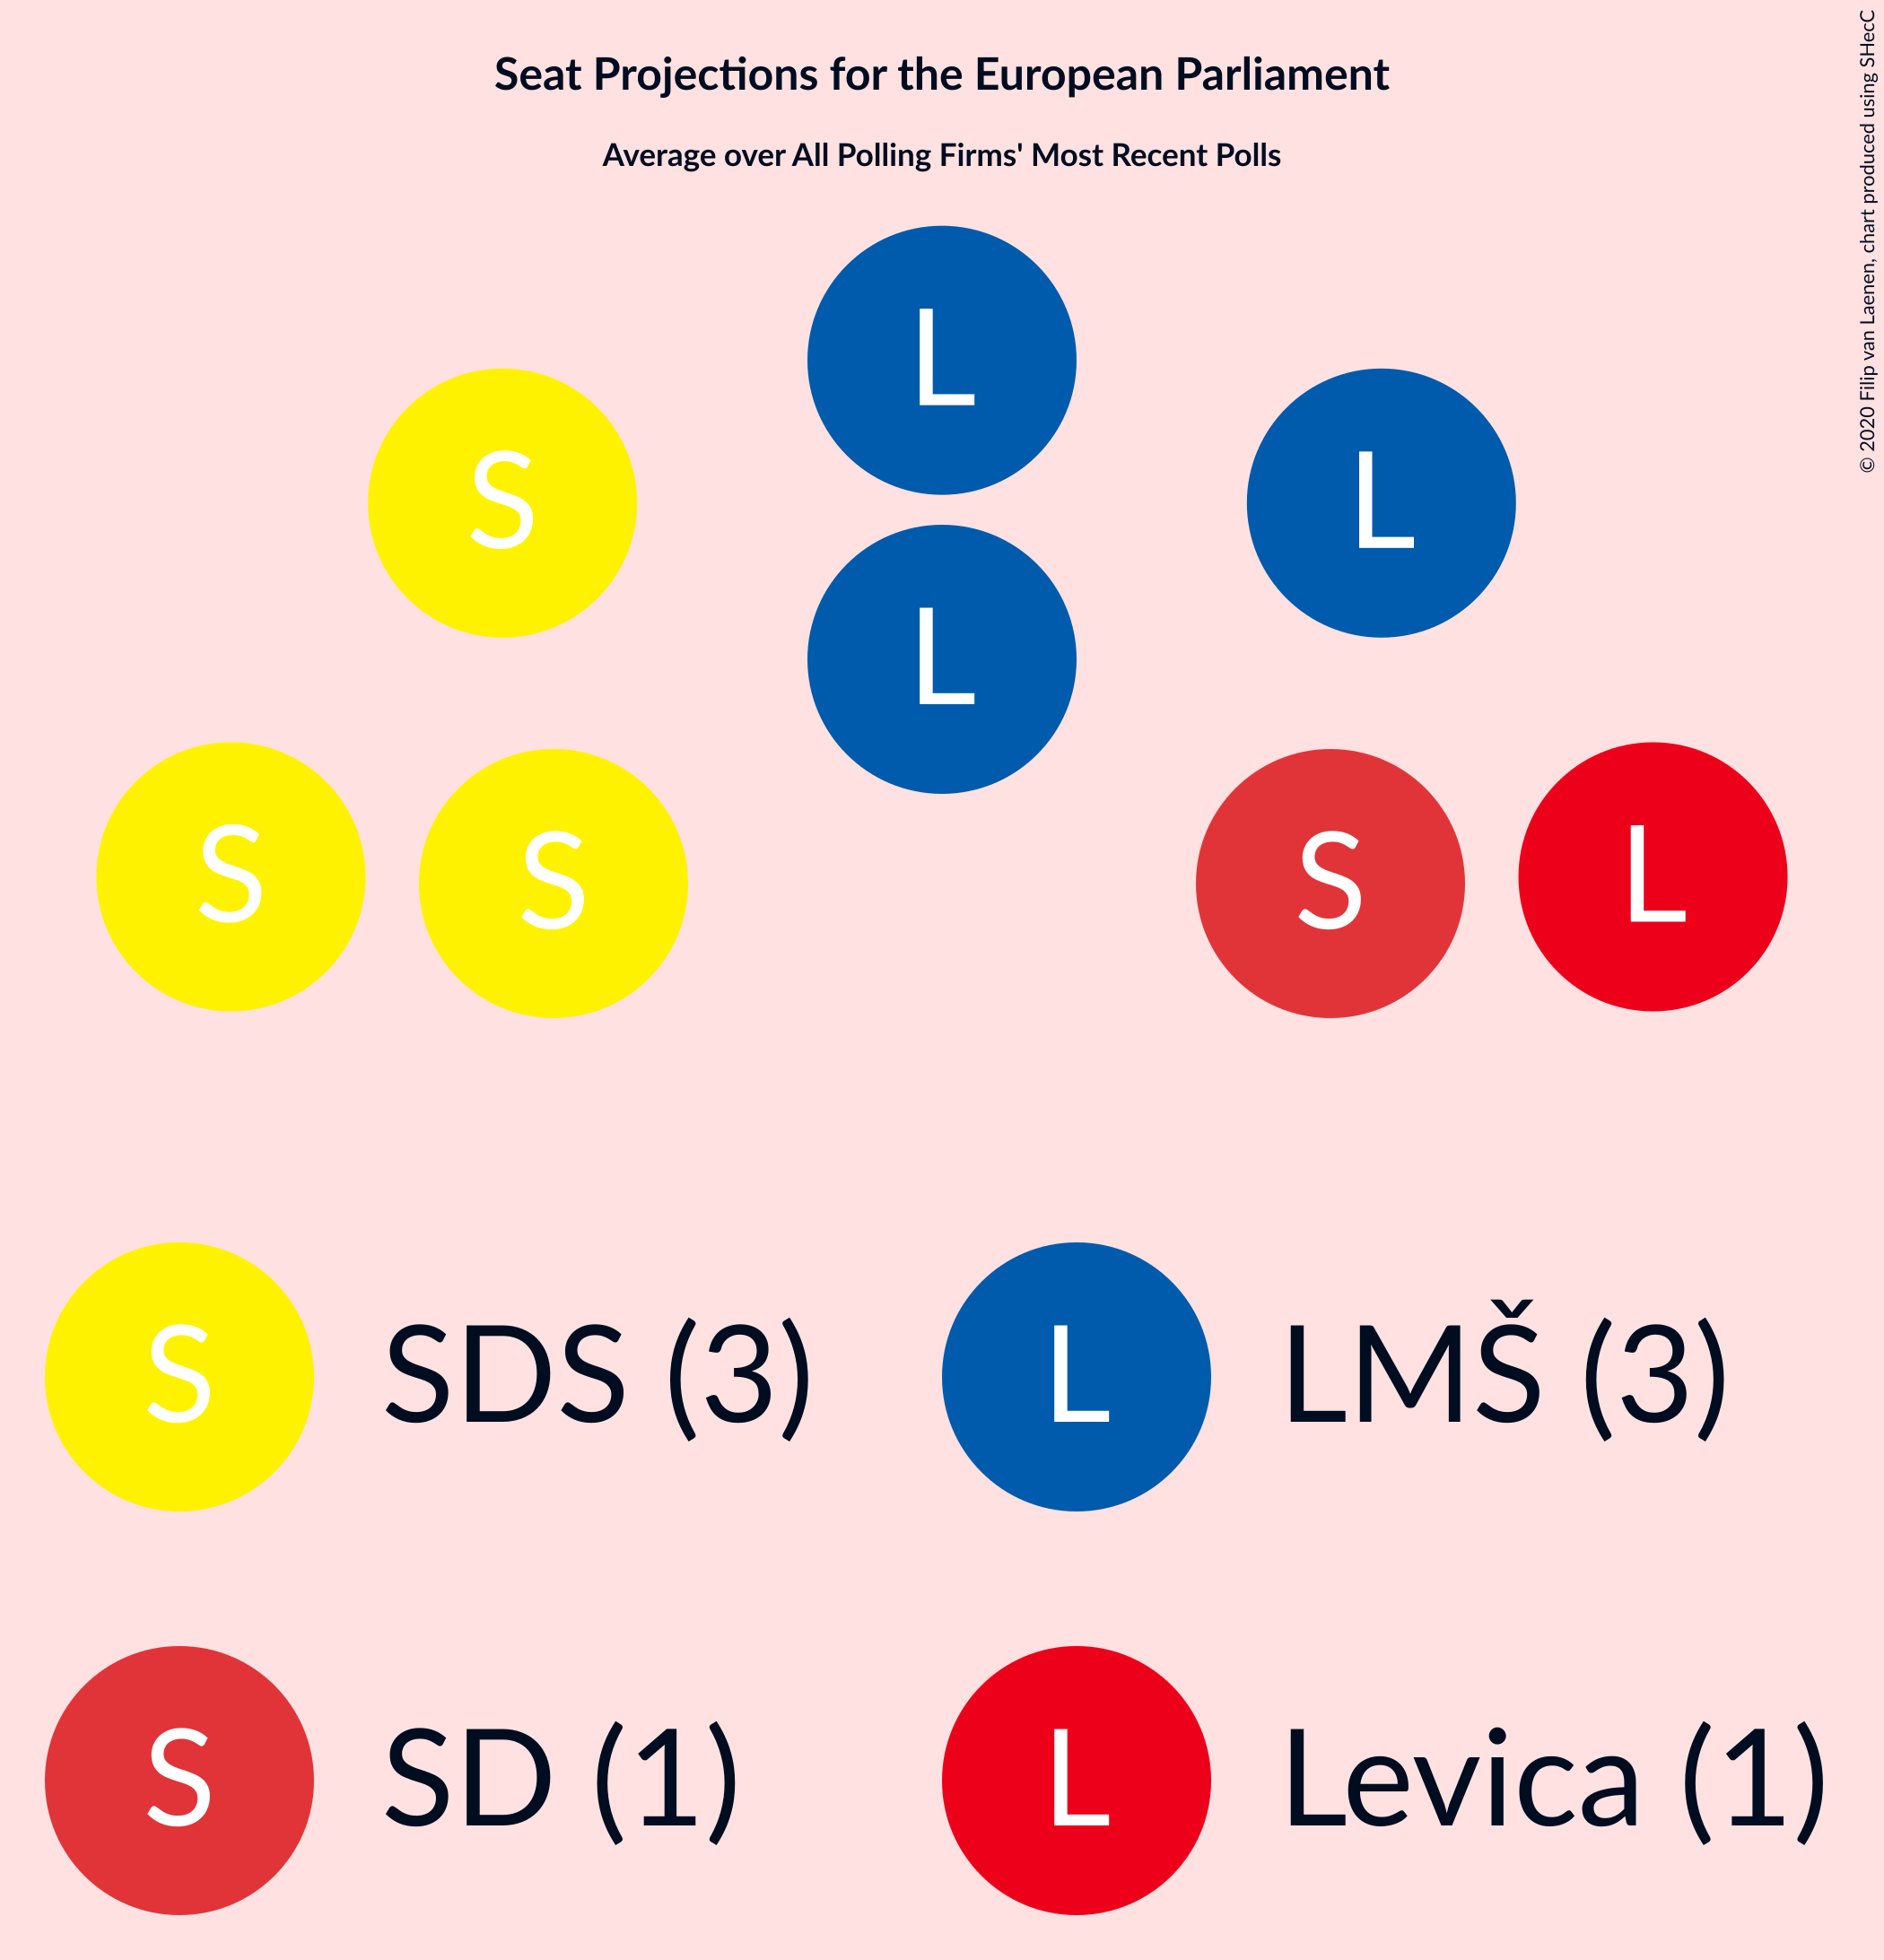 Seat Projections for the European Parliament
Average over All Polling Firms' Most Recent Polls
© 2020 Filip van Laenen, chart produced using SHecC
L
S
L
L
S
S
S
L
S SDS (3)
L LMŠ (3)
S SD (1)
L Levica (1)